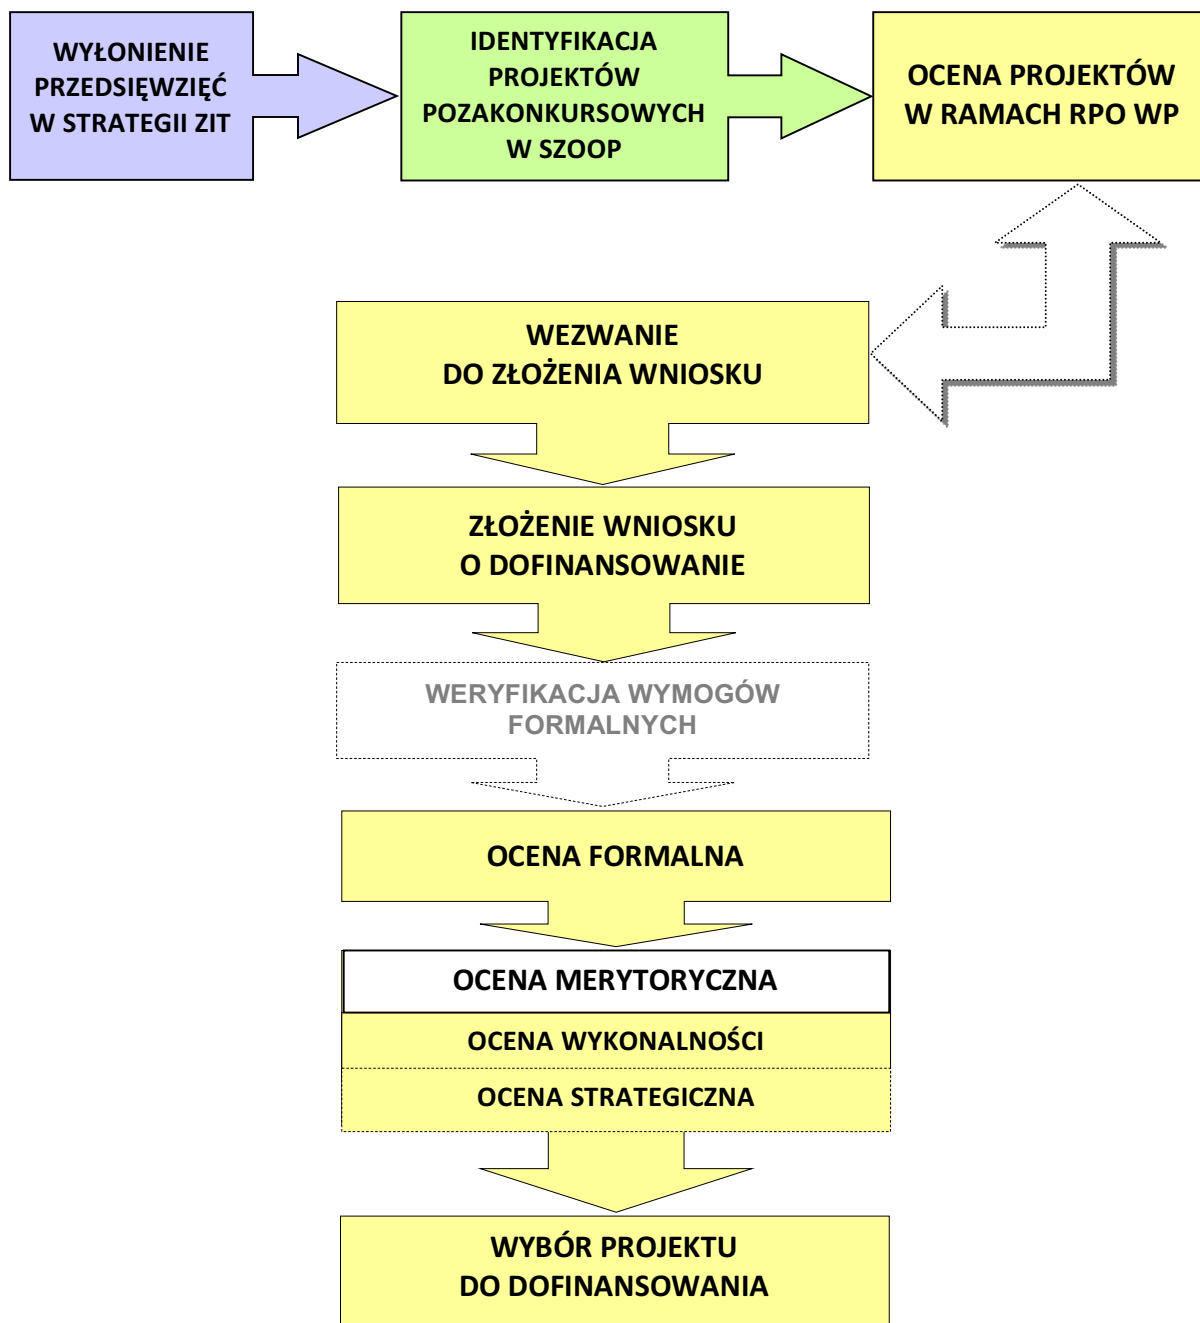 WYŁONIENIE
PRZEDSIĘWZIĘĆ
W STRATEGII ZIT
IDENTYFIKACJA
PROJEKTÓW
POZAKONKURSOWYCH
W SZOOP
OCENA PROJEKTÓW
W RAMACH RPO WP
WEZWANIE
DO ZŁOŻENIA WNIOSKU
ZŁOŻENIE WNIOSKU
O DOFINANSOWANIE
WERYFIKACJA WYMOGÓW
FORMALNYCH
OCENA FORMALNA
OCENA MERYTORYCZNA
OCENA WYKONALNOŚCI
OCENA STRATEGICZNA
WYBÓR PROJEKTU
DO DOFINANSOWANIA